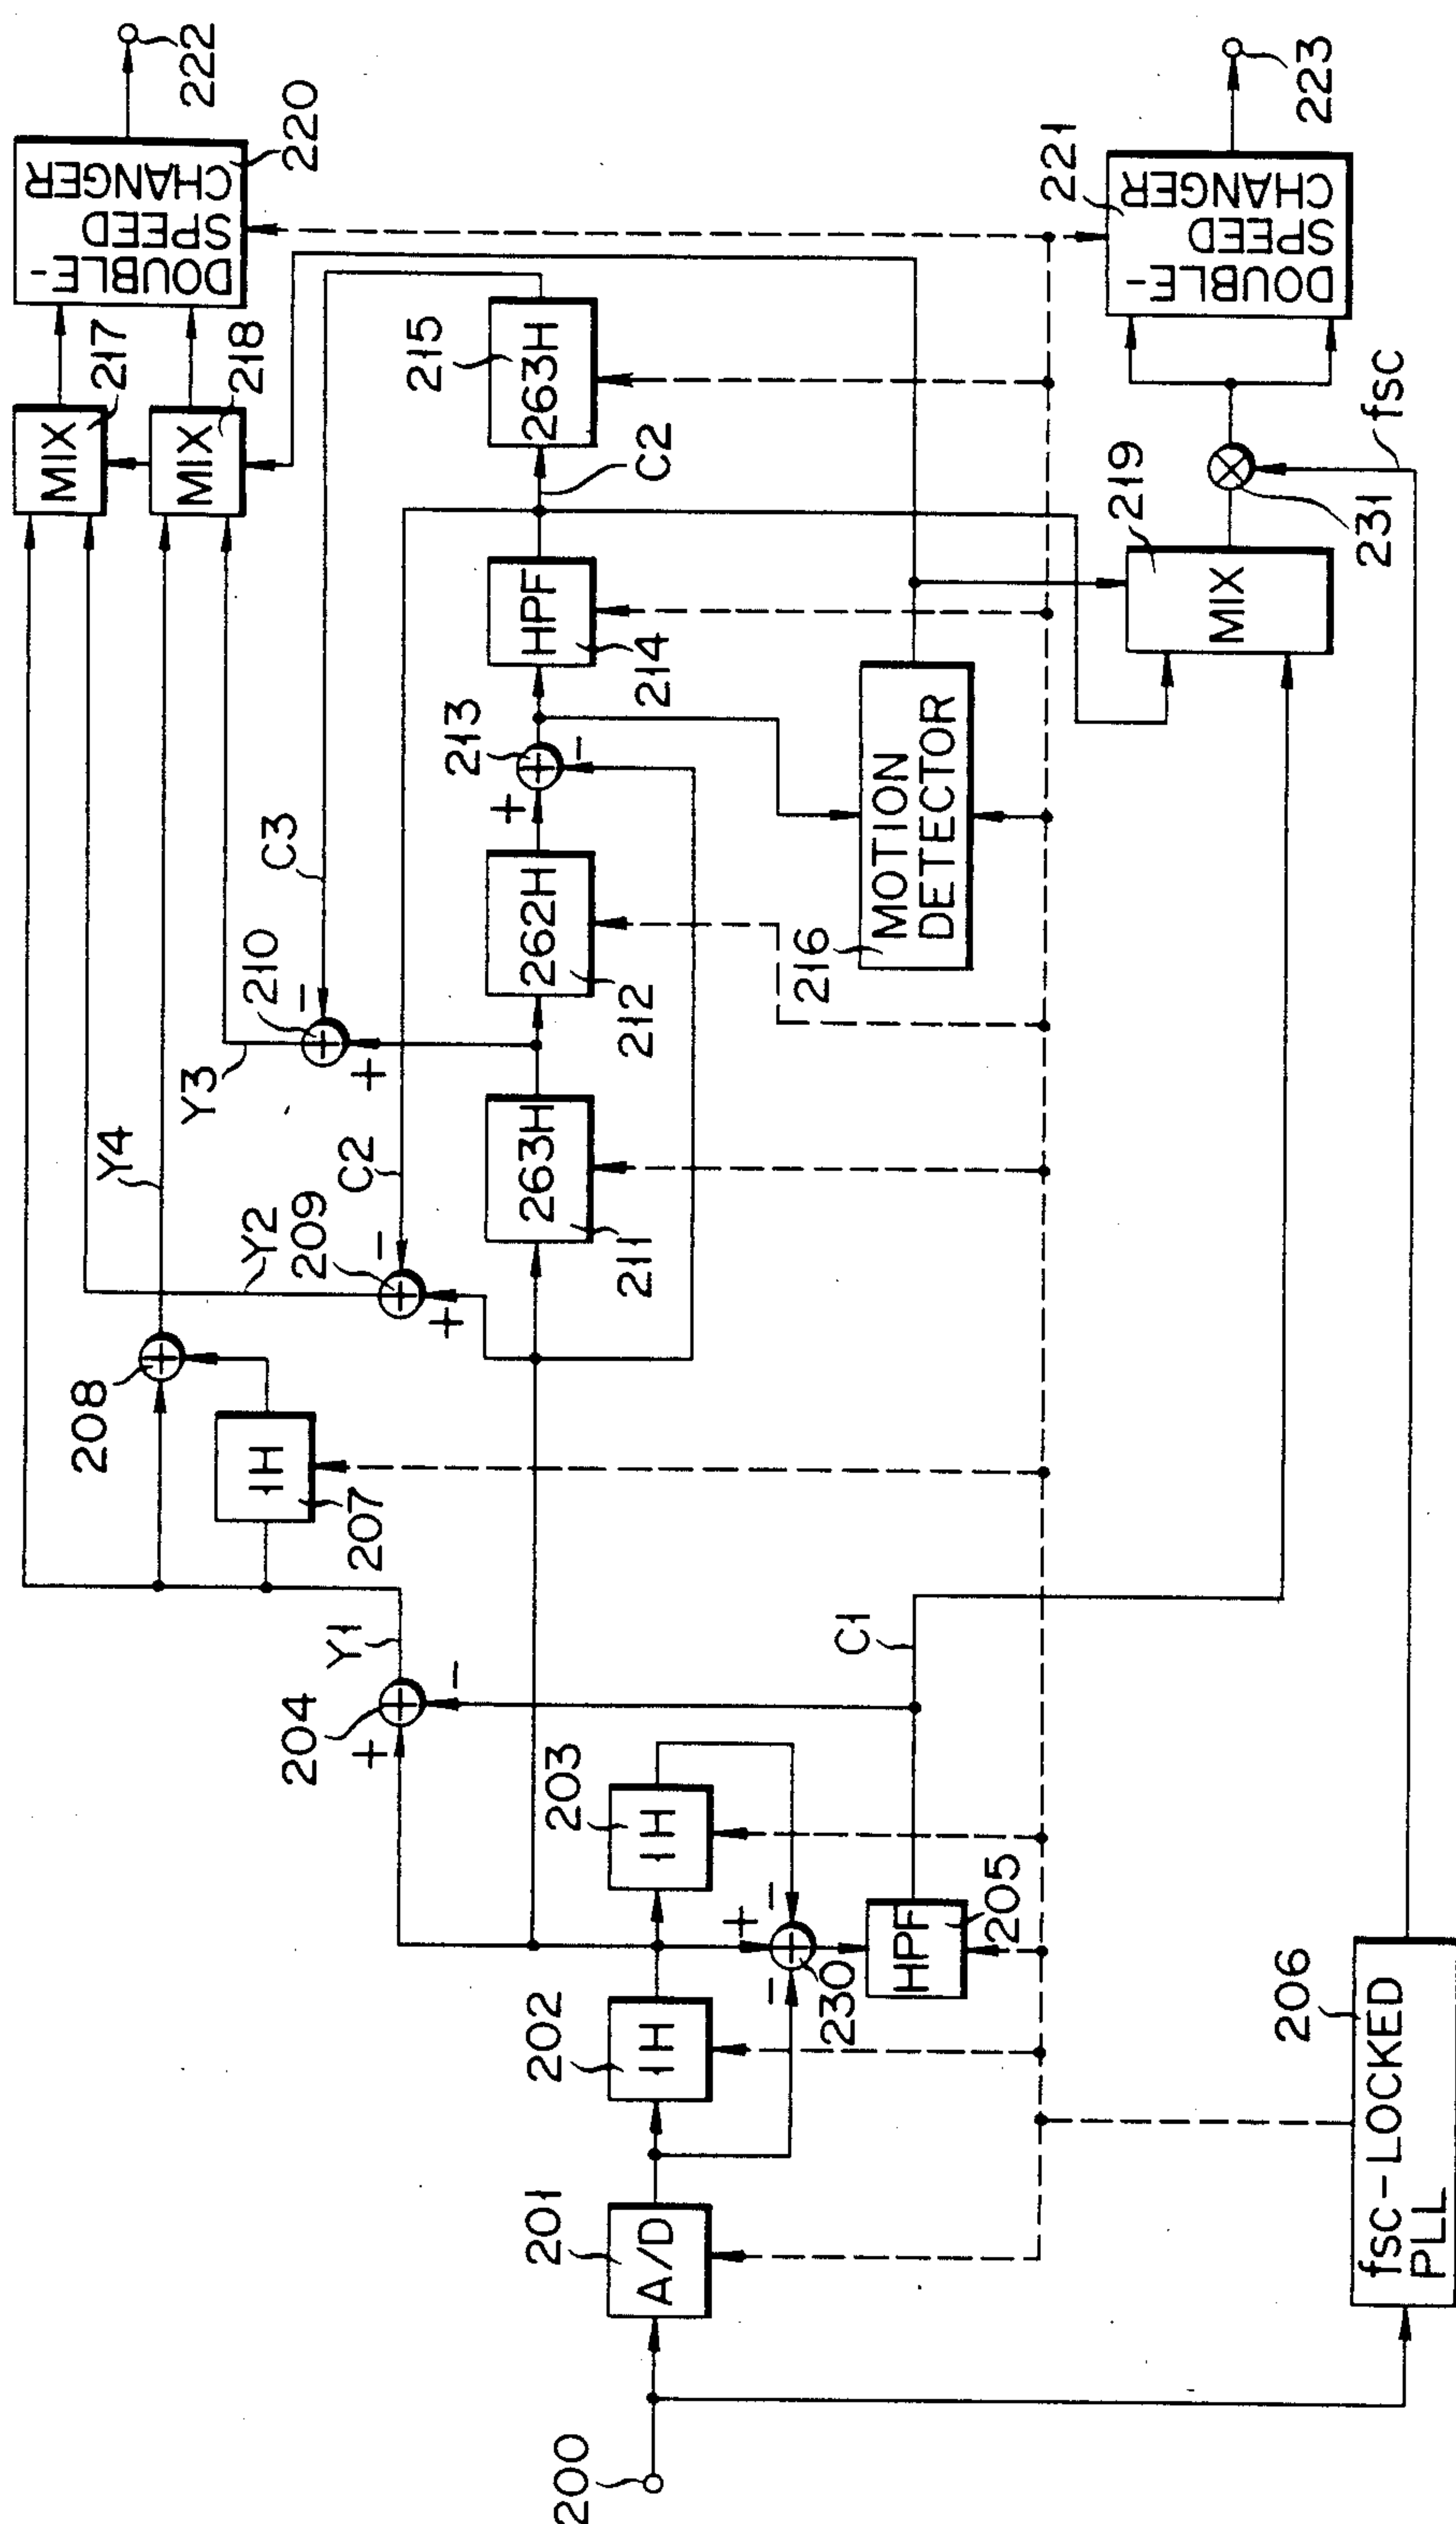 200
A/D
201
1H
202
1H
203
+
-
-
230
HPF
205
fsc-LOCKED
PLL
206
+
-
204
Y1
C1
1H
207
208
Y4
Y2
209
+
-
C2
263H
211
Y3
210
+
-
C3
262H
212
+
-
213
HPF
214
C2
263H
215
MOTION
DETECTOR
216
MIX
217
MIX
218
MIX
219
231
fsc
DOUBLE-
SPEED
CHANGER
220
222
DOUBLE-
SPEED
CHANGER
221
223